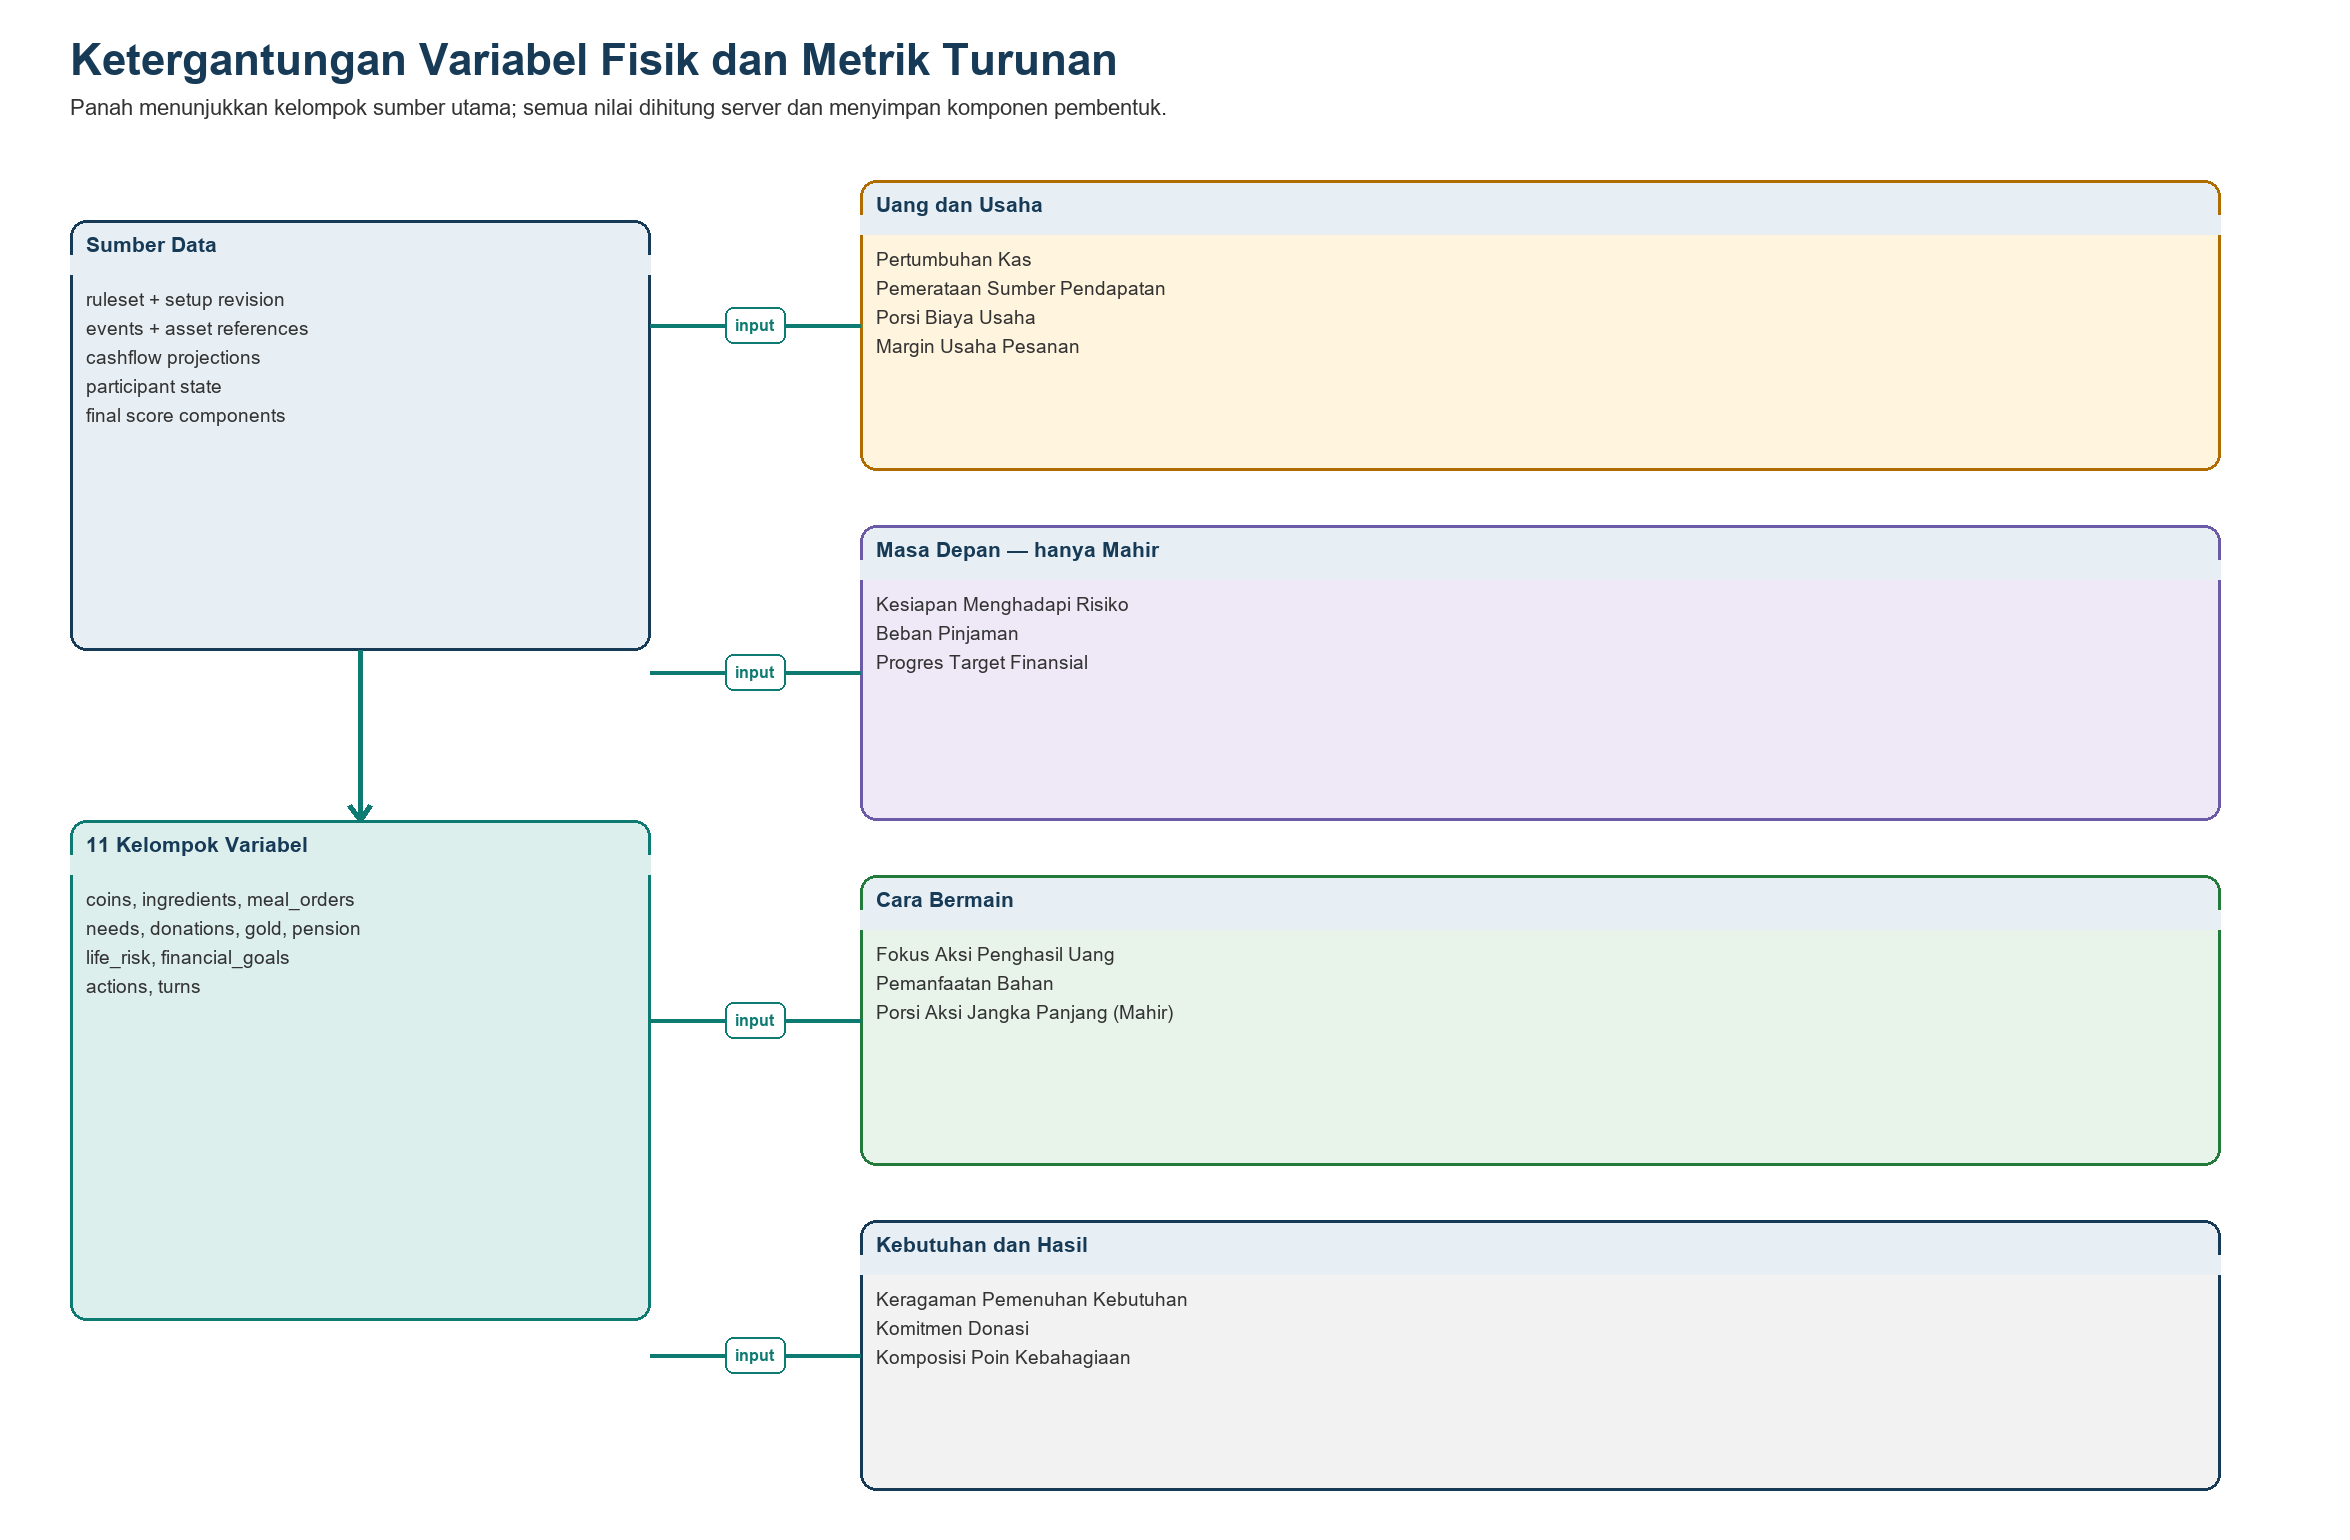 Ketergantungan Variabel Fisik dan Metrik Turunan
Panah menunjukkan kelompok sumber utama; semua nilai dihitung server dan menyimpan komponen pembentuk.
Sumber Data
ruleset + setup revision
events + asset references
cashflow projections
participant state
final score components
11 Kelompok Variabel
coins, ingredients, meal_orders
needs, donations, gold, pension
life_risk, financial_goals
actions, turns
input
Uang dan Usaha
Pertumbuhan Kas
Pemerataan Sumber Pendapatan
Porsi Biaya Usaha
Margin Usaha Pesanan
input
Masa Depan — hanya Mahir
Kesiapan Menghadapi Risiko
Beban Pinjaman
Progres Target Finansial
input
Cara Bermain
Fokus Aksi Penghasil Uang
Pemanfaatan Bahan
Porsi Aksi Jangka Panjang (Mahir)
input
Kebutuhan dan Hasil
Keragaman Pemenuhan Kebutuhan
Komitmen Donasi
Komposisi Poin Kebahagiaan